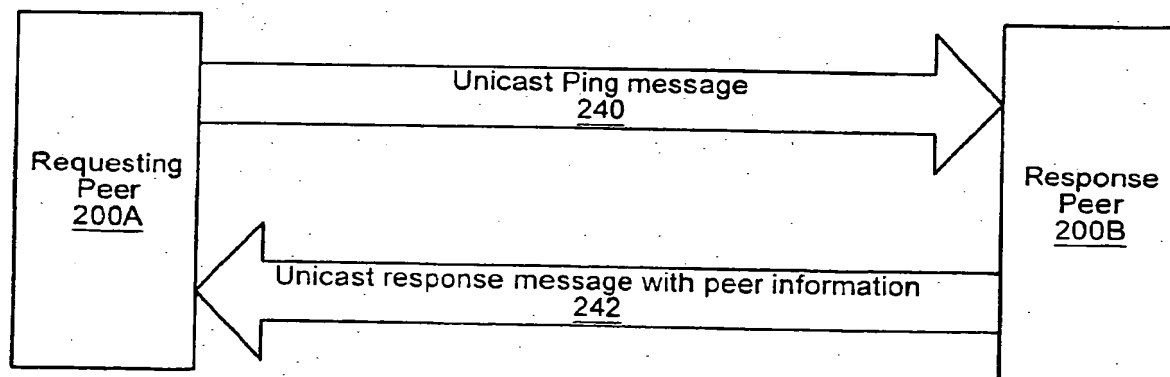 Requesting
Peer
200A
Unicast Ping message
240
Unicast response message with peer information
242
Response
Peer
200B